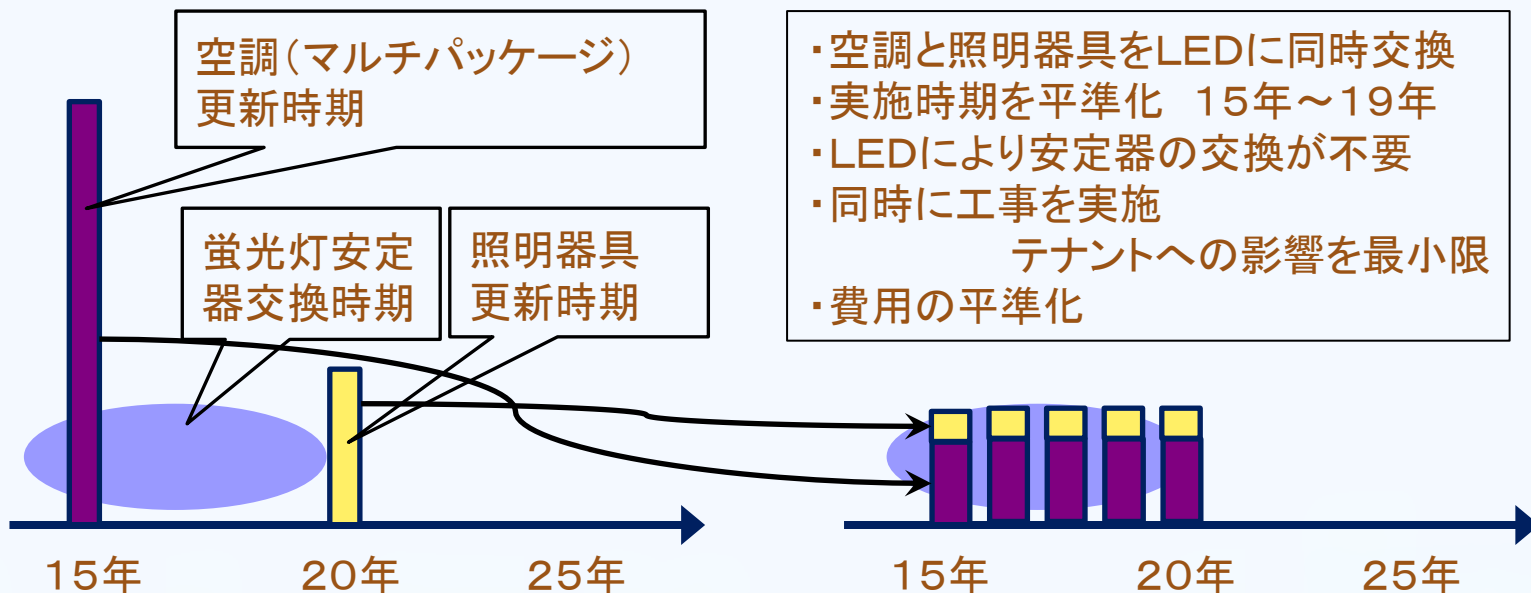 空調（マルチパッケージ）
更新時期
蛍光灯安定
器交換時期
照明器具
更新時期
15年
20年
25年
・空調と照明器具をLEDに同時交換
・実施時期を平準化　15年～19年
・LEDにより安定器の交換が不要
・同時に工事を実施
テナントへの影響を最小限
・費用の平準化
15年
20年
25年